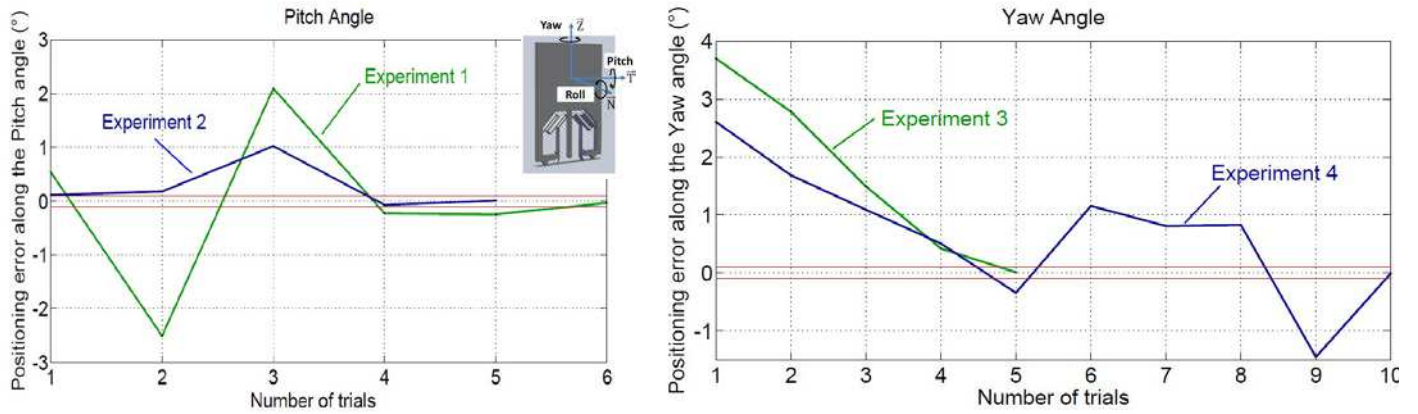 Pitch Angle
Positioning error along the Pitch angle (°)
3
2
1
0
-1
-2
-3
1 2 3 4 5 6
Number of trials
Experiment 1
Experiment 2
Yaw
Z
Pitch
T
Roll
N
Yaw Angle
Positioning error along the Yaw angle (°)
4
3
2
1
0
-1
1 2 3 4 5 6 7 8 9 10
Number of trials
Experiment 3
Experiment 4